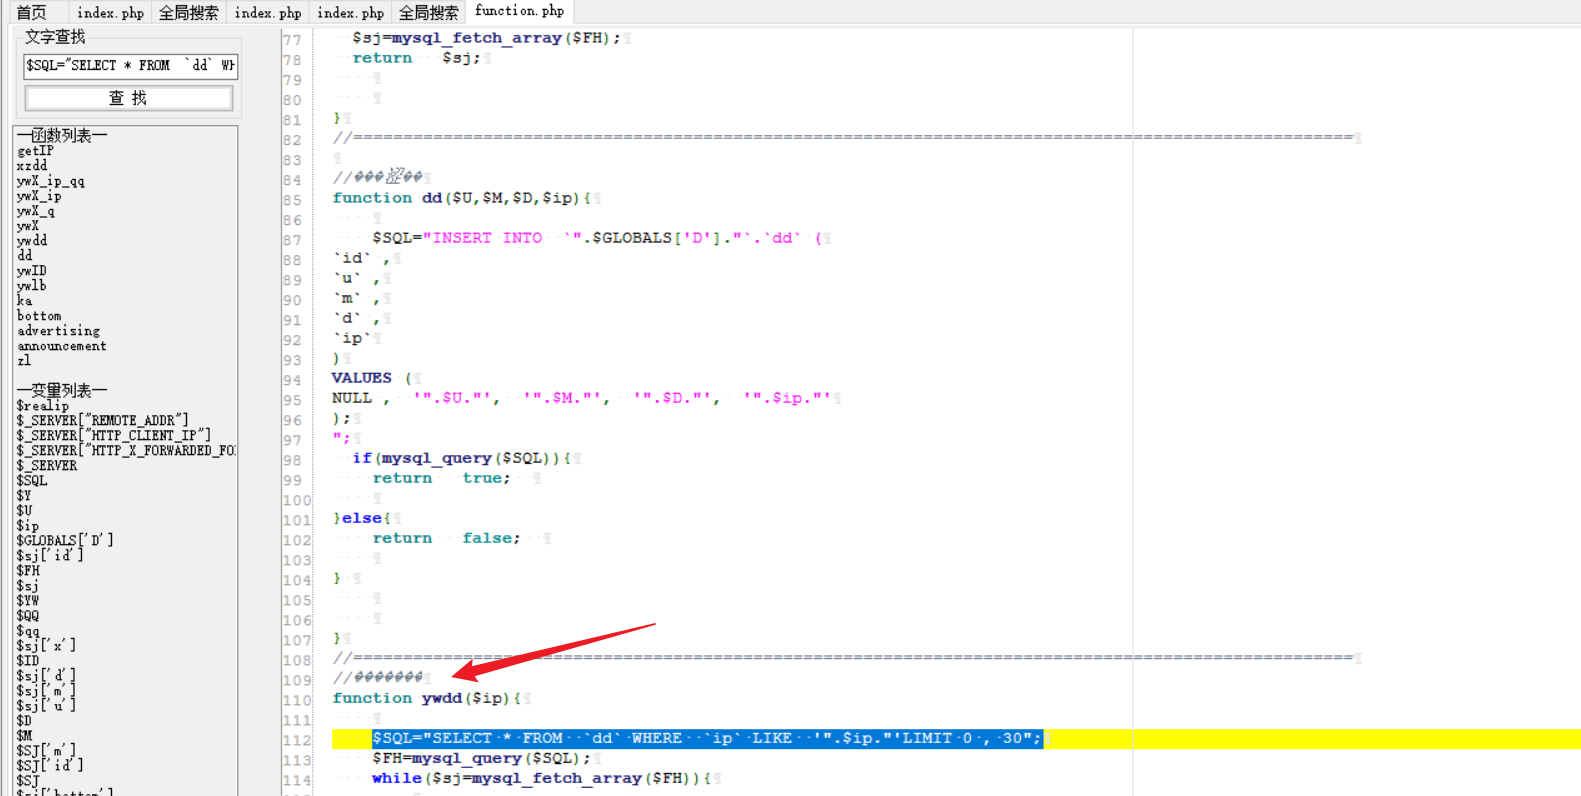 首页 index.php 全局搜索 index.php index.php 全局搜索 function.php
文字查找
$SQL="SELECT * FROM  `dd` WH
查 找
—函数列表—
getIP
xzdd
ywX_ip_qq
ywX_ip
ywX_q
ywX
ywdd
dd
ywID
ywlb
ka
bottom
advertising
announcement
zl
—变量列表—
$realip
$_SERVER["REMOTE_ADDR"]
$_SERVER["HTTP_CLIENT_IP"]
$_SERVER["HTTP_X_FORWARDED_FO
$_SERVER
$SQL
$Y
$U
$ip
$GLOBALS['D']
$sj['id']
$FH
$sj
$YW
$QQ
$qq
$sj['x']
$ID
$sj['d']
$sj['m']
$sj['u']
$D
$M
$SJ['m']
$SJ['id']
$SJ
$sj['bottom']
77 $sj=mysql_fetch_array($FH);
78 return $sj;
79
80
81 }
82 //====================================================================================================
83
84 //���涩��
85 function dd($U,$M,$D,$ip){
86
87 $SQL="INSERT INTO  `".$GLOBALS['D']."`.`dd` (
88 `id` ,
89 `u` ,
90 `m` ,
91 `d` ,
92 `ip`
93 )
94 VALUES (
95 NULL ,  '".$U."',  '".$M."',  '".$D."',  '".$ip."'
96 );
97 ";
98 if(mysql_query($SQL)){
99 return true;
100
101 }else{
102 return false;
103
104 }
105
106
107 }
108 //====================================================================================================
109 //�������
110 function ywdd($ip){
111
112 $SQL="SELECT * FROM  `dd` WHERE  `ip` LIKE  '".$ip."'LIMIT 0 , 30";
113 $FH=mysql_query($SQL);
114 while($sj=mysql_fetch_array($FH)){